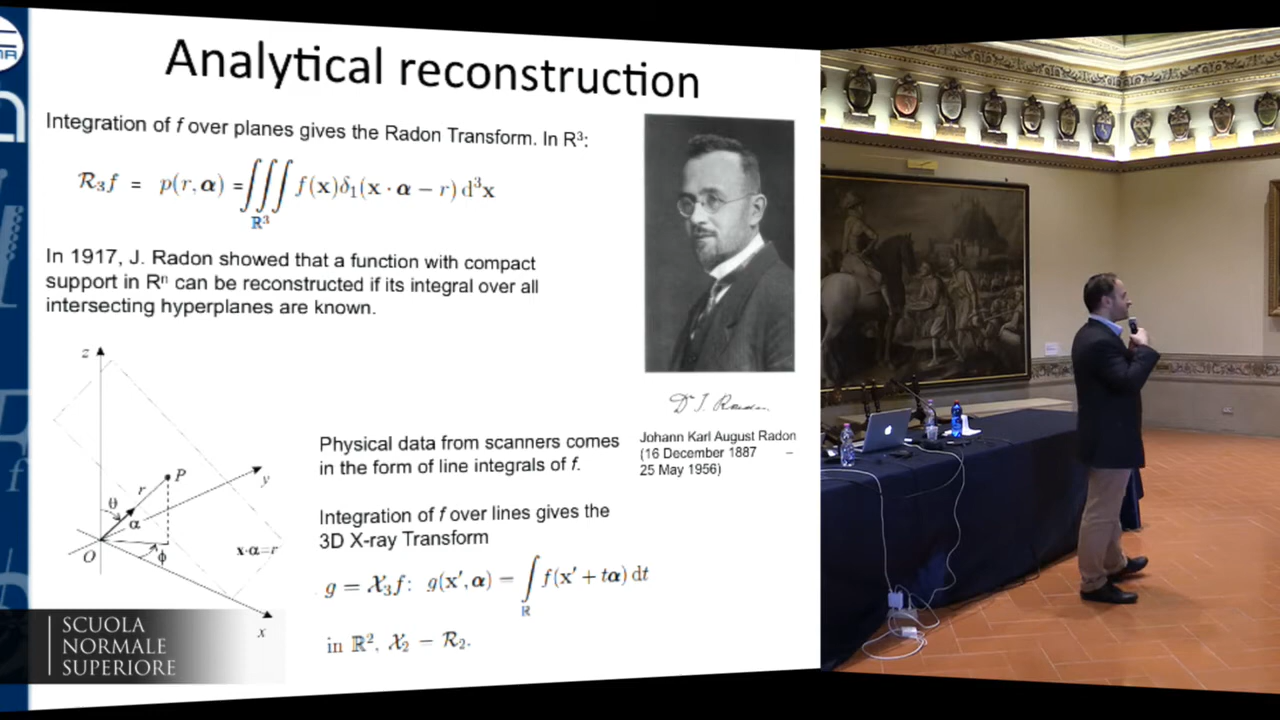 Analytical reconstruction
Integration of f over planes gives the Radon Transform. In R³:
ℛ₃f = p(r, α) = ∭ f(x)δ₁(x · α − r) d³x
ℝ³
In 1917, J. Radon showed that a function with compact
support in Rⁿ can be reconstructed if its integral over all
intersecting hyperplanes are known.
z
P
r
y
θ
α
O
ϕ
x·α=r
x
Physical data from scanners comes
in the form of line integrals of f.
Integration of f over lines gives the
3D X-ray Transform
g = 𝒳₃f: g(x′, α) = ∫ f(x′ + tα) dt
ℝ
in ℝ², 𝒳₂ = ℛ₂.
Dr J. Radon
Johann Karl August Radon
(16 December 1887 –
25 May 1956)
SCUOLA
NORMALE
SUPERIORE